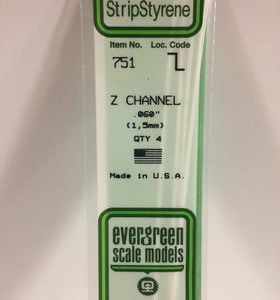 StripStyrene
Item No. Loc. Code
751
Z CHANNEL
.060"
(1,5mm)
QTY 4
Made in U.S.A.
evergreen
scale models